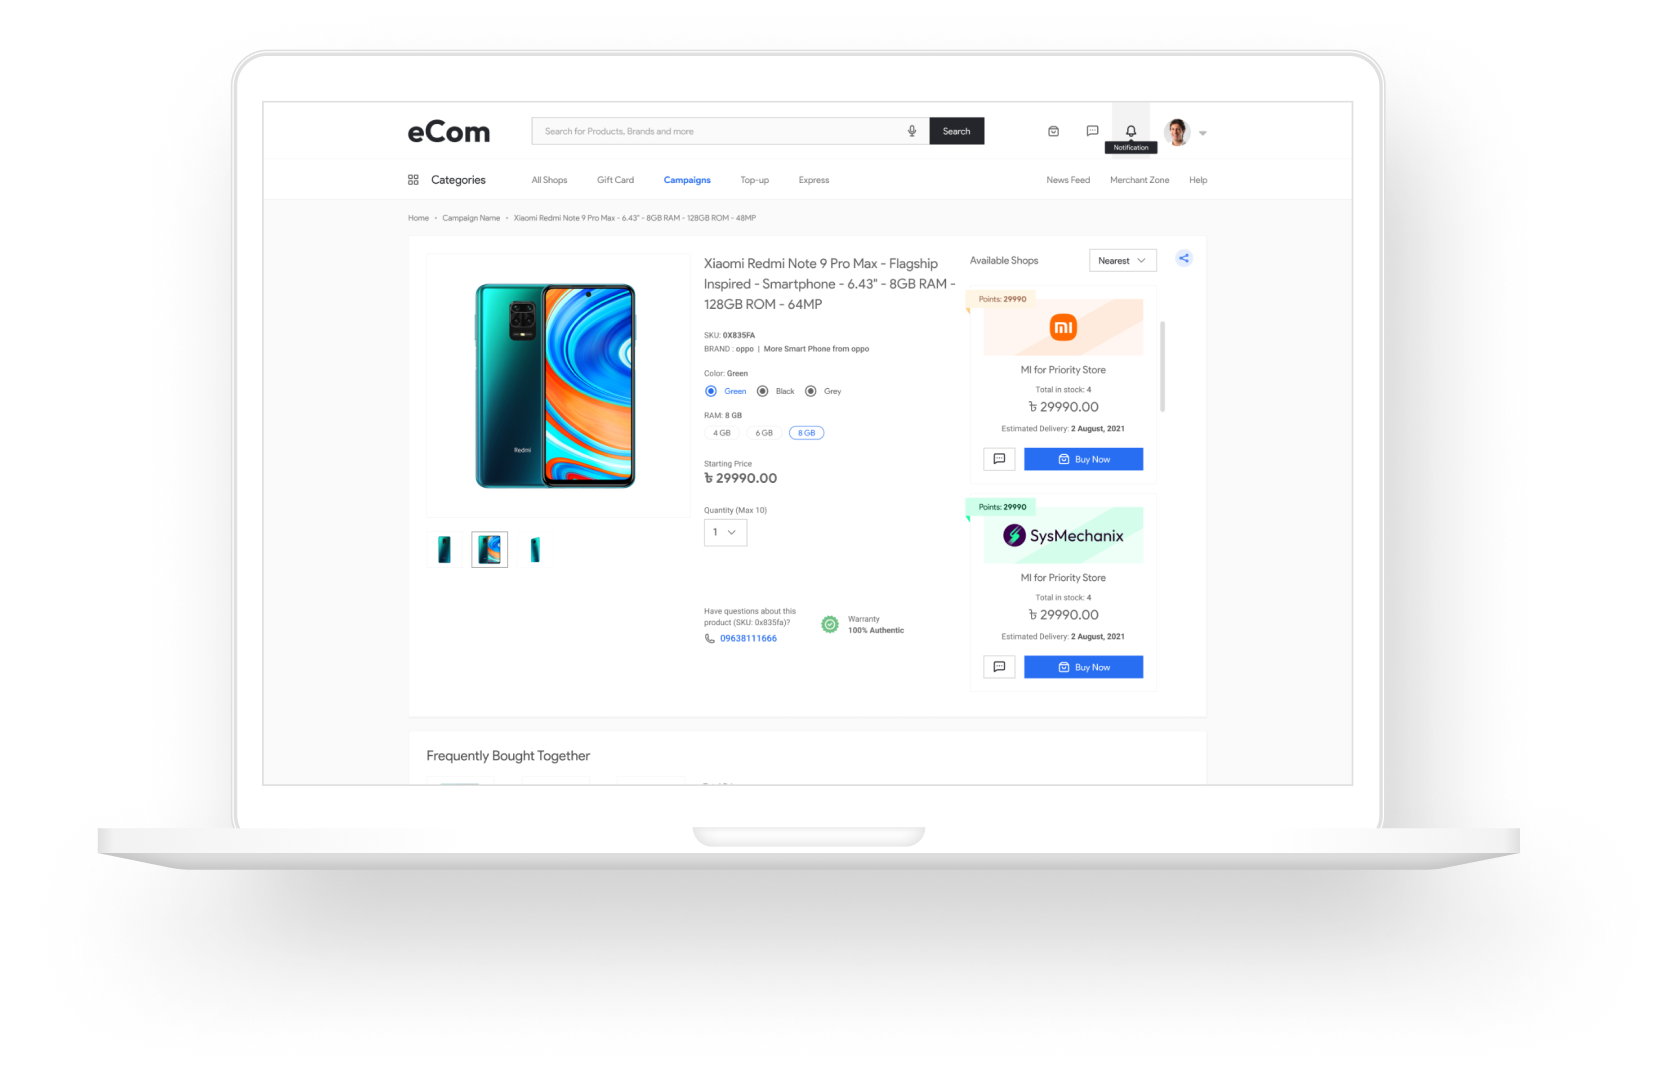 eCom
Search for Products, Brands and more
Search
Notification
Categories
All Shops
Gift Card
Campaigns
Top-up
Express
News Feed
Merchant Zone
Help
Home • Campaign Name • Xiaomi Redmi Note 9 Pro Max - 6.43" - 8GB RAM - 128GB ROM - 48MP
Redmi
Xiaomi Redmi Note 9 Pro Max - Flagship
Inspired - Smartphone - 6.43" - 8GB RAM -
128GB ROM - 64MP
SKU: 0X835FA
BRAND : oppo | More Smart Phone from oppo
Color: Green
Green
Black
Grey
RAM: 8 GB
4 GB
6 GB
8 GB
Starting Price
৳ 29990.00
Quantity (Max 10)
1
Have questions about this
product (SKU: 0x835fa)?
09638111666
Warranty
100% Authentic
Available Shops
Nearest
Points: 29990
MI for Priority Store
Total in stock: 4
৳ 29990.00
Estimated Delivery: 2 August, 2021
Buy Now
Points: 29990
SysMechanix
MI for Priority Store
Total in stock: 4
৳ 29990.00
Estimated Delivery: 2 August, 2021
Buy Now
Frequently Bought Together